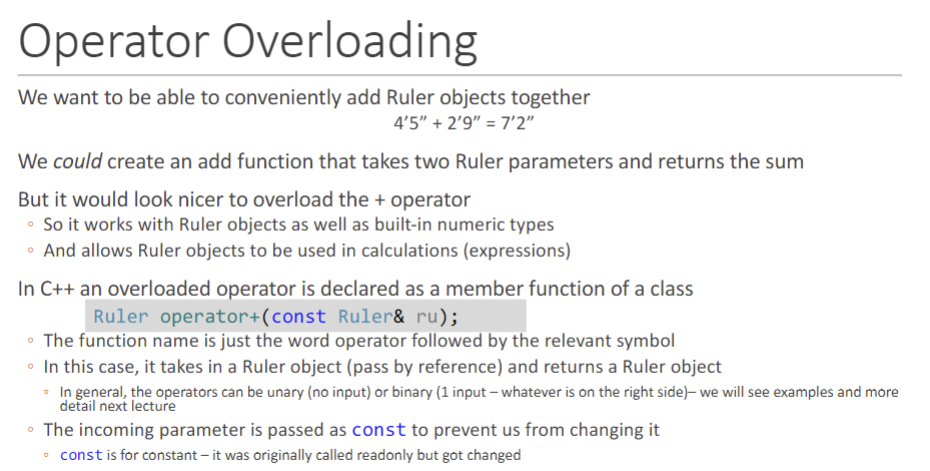 Operator Overloading
We want to be able to conveniently add Ruler objects together
4’5” + 2’9” = 7’2”
We could create an add function that takes two Ruler parameters and returns the sum
But it would look nicer to overload the + operator
◦ So it works with Ruler objects as well as built-in numeric types
◦ And allows Ruler objects to be used in calculations (expressions)
In C++ an overloaded operator is declared as a member function of a class
Ruler operator+(const Ruler& ru);
◦ The function name is just the word operator followed by the relevant symbol
◦ In this case, it takes in a Ruler object (pass by reference) and returns a Ruler object
◦ In general, the operators can be unary (no input) or binary (1 input – whatever is on the right side)– we will see examples and more
detail next lecture
◦ The incoming parameter is passed as const to prevent us from changing it
◦ const is for constant – it was originally called readonly but got changed